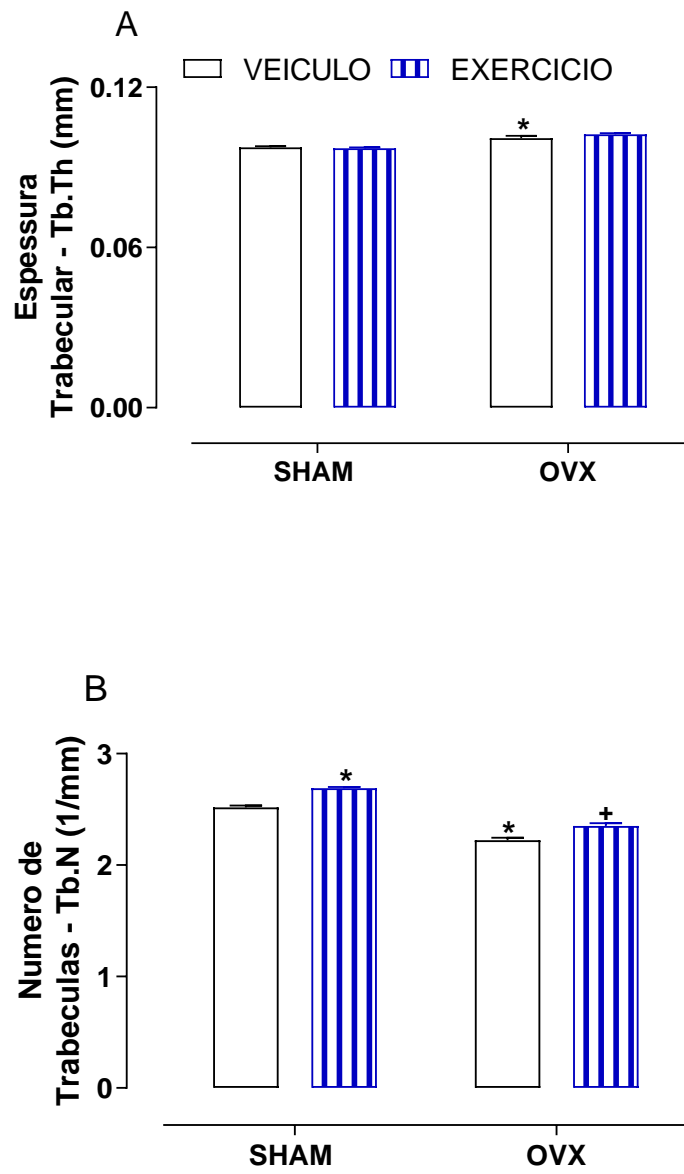 A
VEICULO EXERCICIO
Espessura
Trabecular - Tb.Th (mm)
0.12
*
0.06
0.00
SHAM OVX
B
Numero de
Trabeculas - Tb.N (1/mm)
3
* * +
2
1
0
SHAM OVX